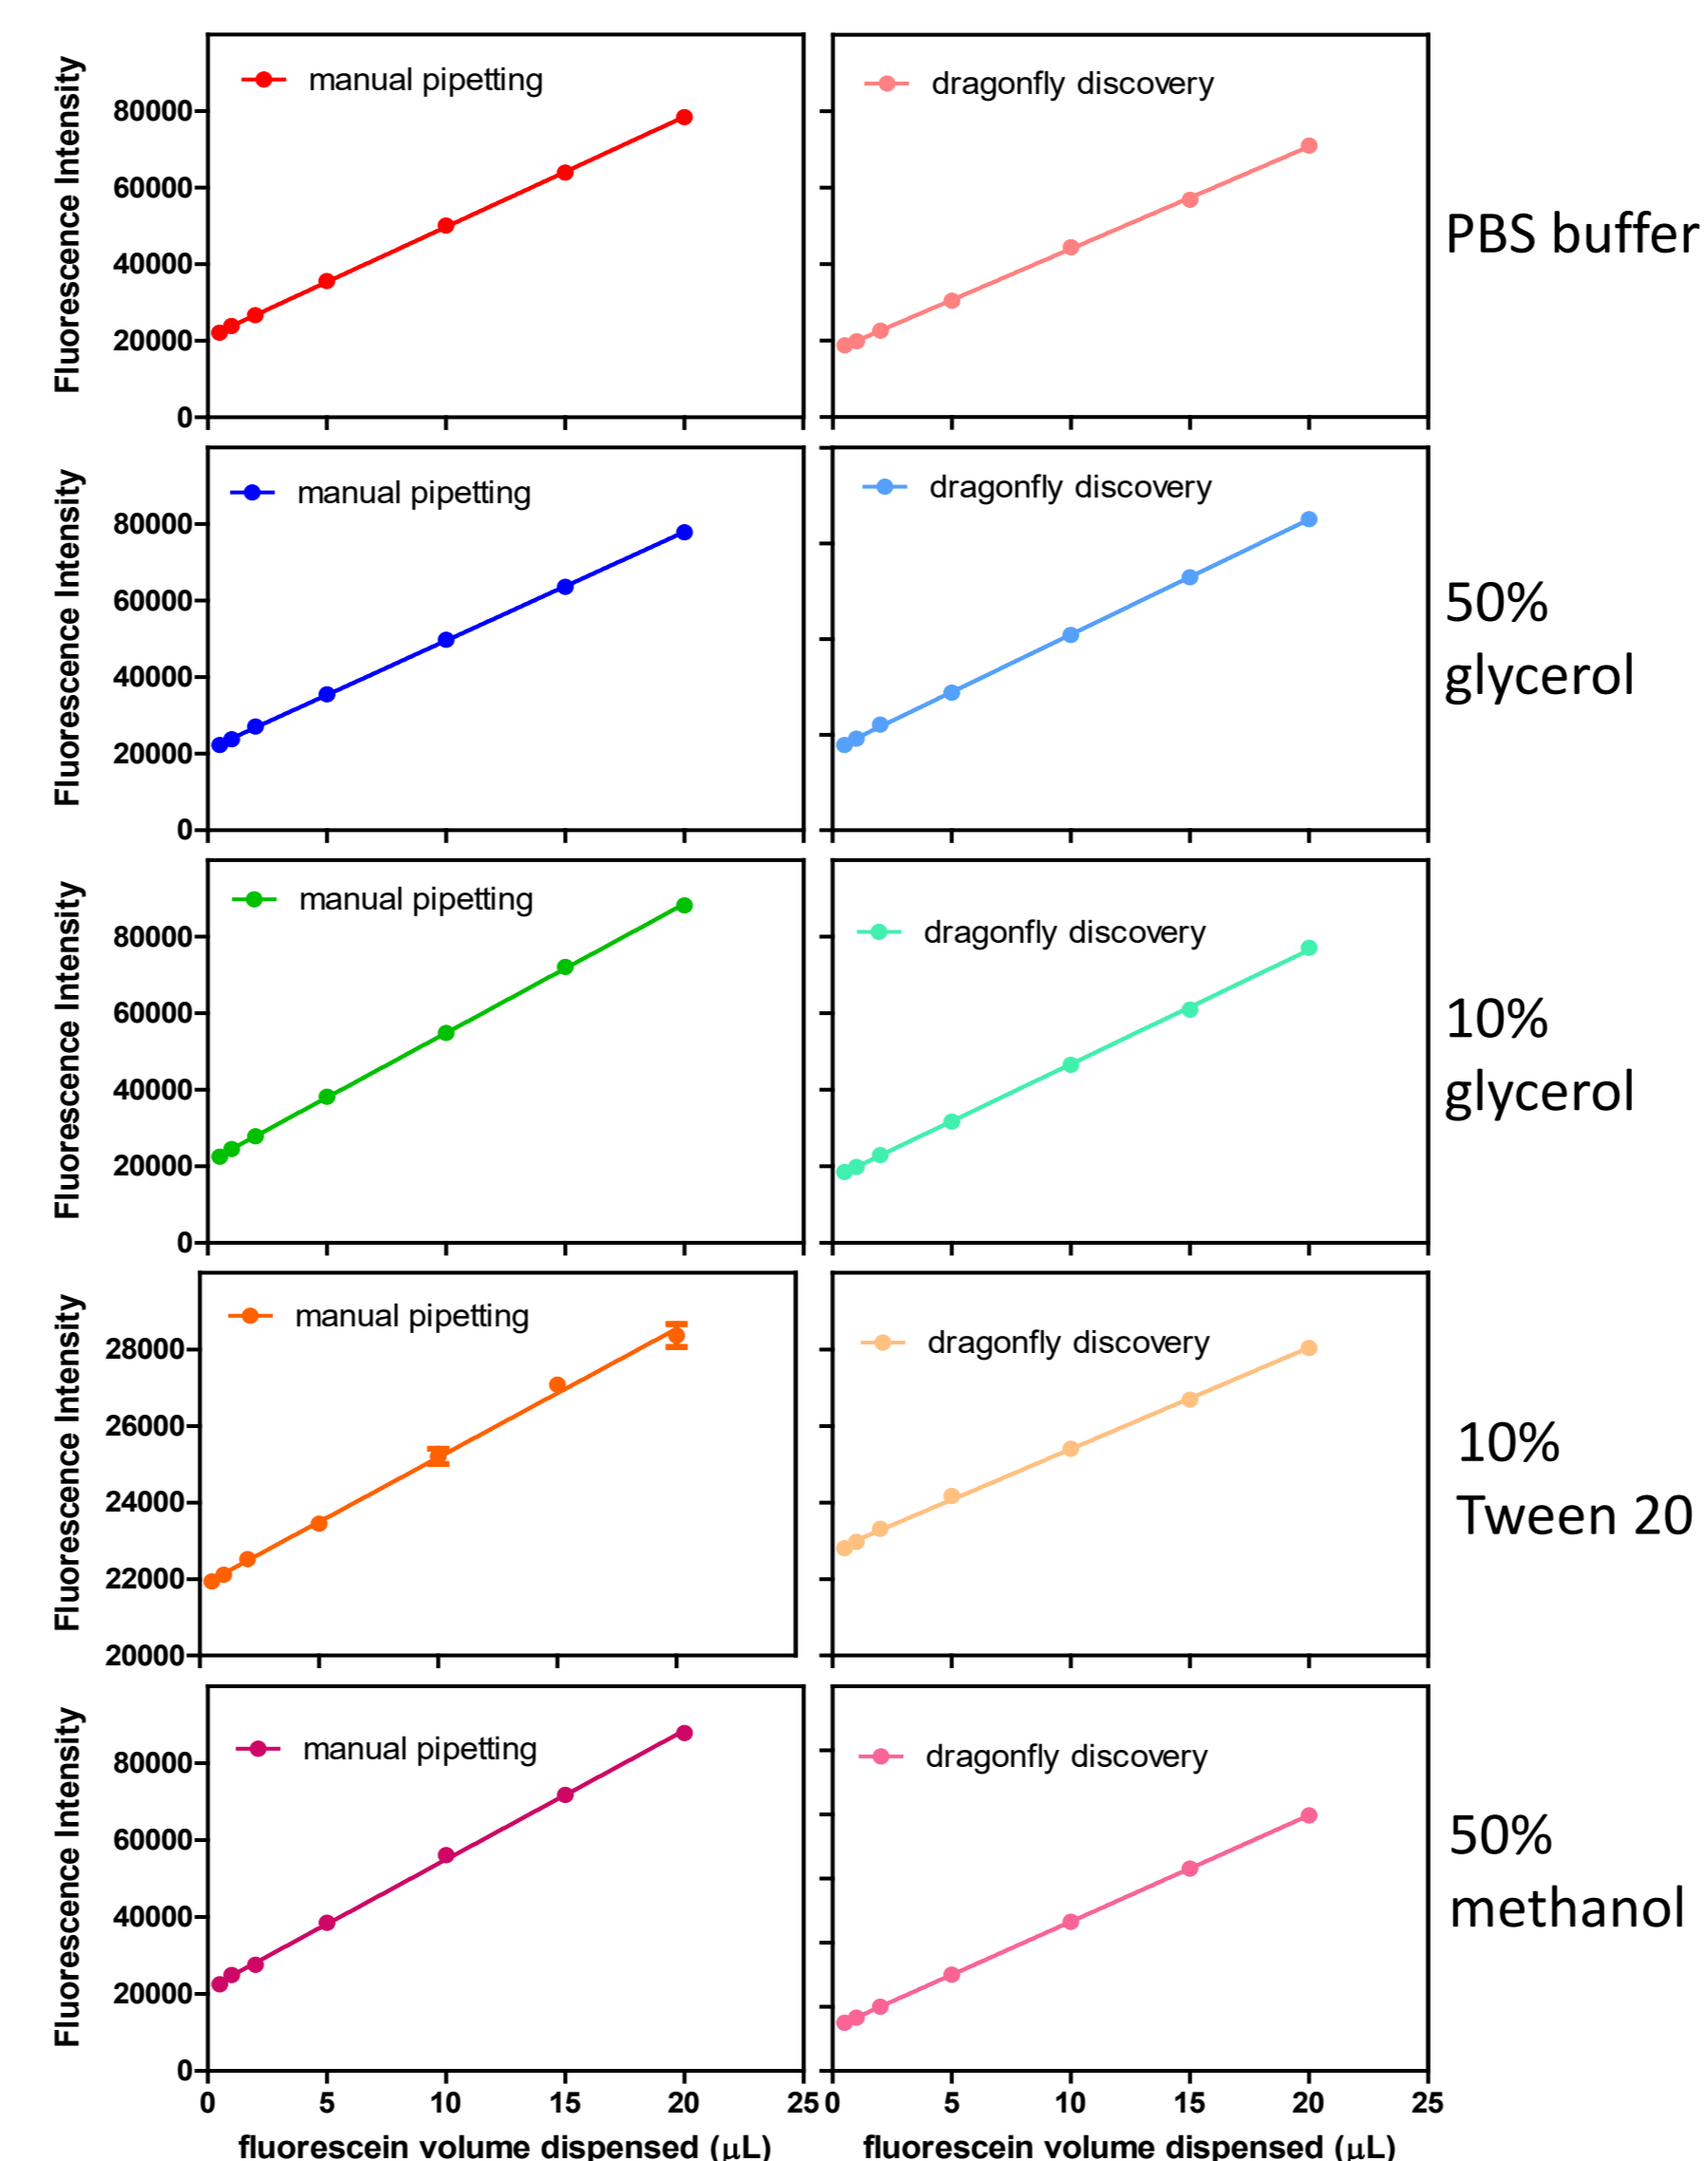 Fluorescence Intensity
80000
60000
40000
20000
0
manual pipetting
dragonfly discovery
PBS buffer
Fluorescence Intensity
80000
60000
40000
20000
0
manual pipetting
dragonfly discovery
50%
glycerol
Fluorescence Intensity
80000
60000
40000
20000
0
manual pipetting
dragonfly discovery
10%
glycerol
Fluorescence Intensity
28000
26000
24000
22000
20000
manual pipetting
dragonfly discovery
10%
Tween 20
Fluorescence Intensity
80000
60000
40000
20000
0
manual pipetting
dragonfly discovery
50%
methanol
0 5 10 15 20 25
0 5 10 15 20 25
fluorescein volume dispensed (μL)
fluorescein volume dispensed (μL)